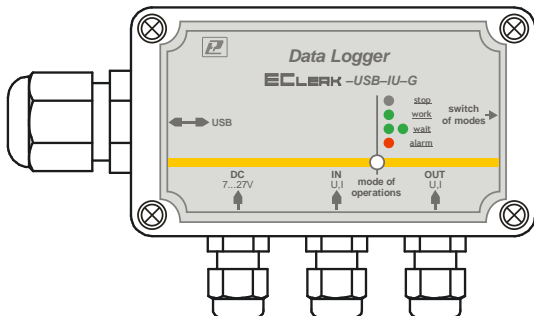 Data Logger
ECLERK –USB–IU–G
stop
work
wait
alarm
switch
of modes
USB
DC
7...27V
IN
U,I
mode of
operations
OUT
U,I